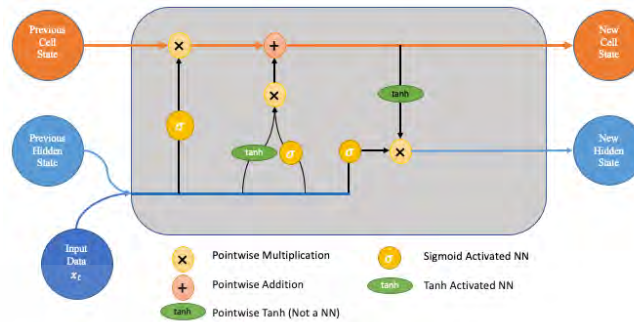 Previous
Cell
State
New
Cell
State
×
+
×
tanh
σ
Previous
Hidden
State
tanh
σ
σ
×
New
Hidden
State
Input
Data
xₜ
× Pointwise Multiplication
σ Sigmoid Activated NN
+ Pointwise Addition
tanh Tanh Activated NN
tanh Pointwise Tanh (Not a NN)